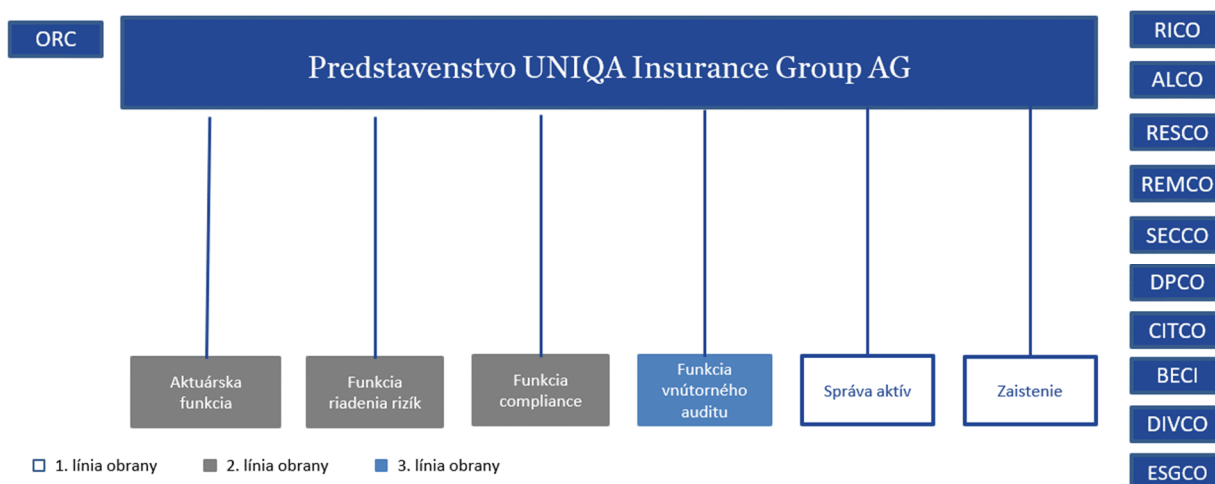 ORC
Predstavenstvo UNIQA Insurance Group AG
RICO
ALCO
RESCO
REMCO
SECCO
DPCO
CITCO
BECI
DIVCO
ESGCO
Aktuárska
funkcia
Funkcia
riadenia rizík
Funkcia
compliance
Funkcia
vnútorného
auditu
Správa aktív
Zaistenie
1. línia obrany
2. línia obrany
3. línia obrany